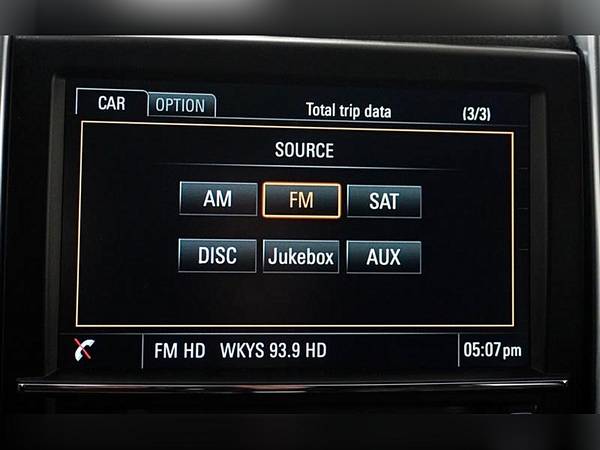 CAR OPTION Total trip data (3/3)
SOURCE
AM FM SAT
DISC Jukebox AUX
FM HD WKYS 93.9 HD 05:07pm